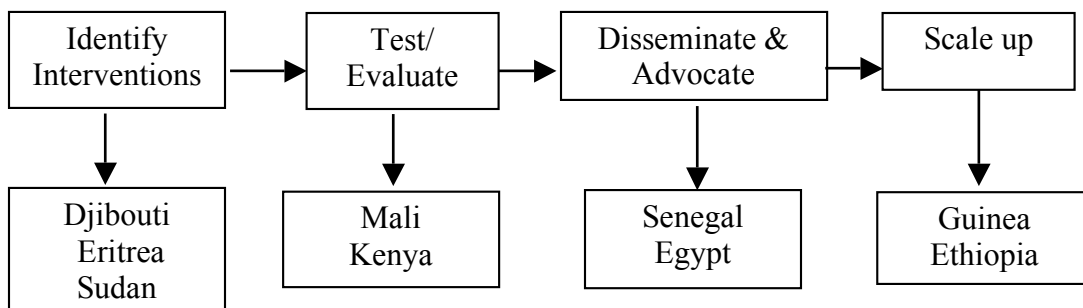 Identify
Interventions
Test/
Evaluate
Disseminate &
Advocate
Scale up
Djibouti
Eritrea
Sudan
Mali
Kenya
Senegal
Egypt
Guinea
Ethiopia